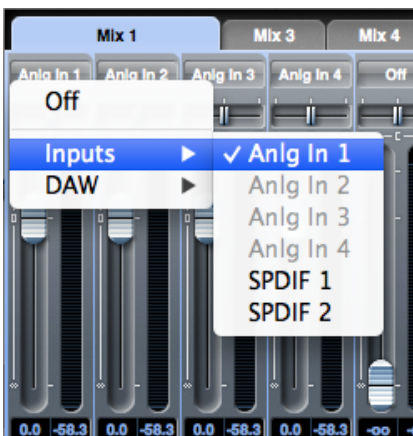 Mix 1 Mix 3 Mix 4
Anlg In 1 Anlg In 2 Anlg In 3 Anlg In 4 Off
Off
Inputs ▶ ✓ Anlg In 1
DAW ▶ Anlg In 2
Anlg In 3
Anlg In 4
SPDIF 1
SPDIF 2
0.0 -58.3 0.0 -58.3 0.0 -58.3 0.0 -58.3 -oo